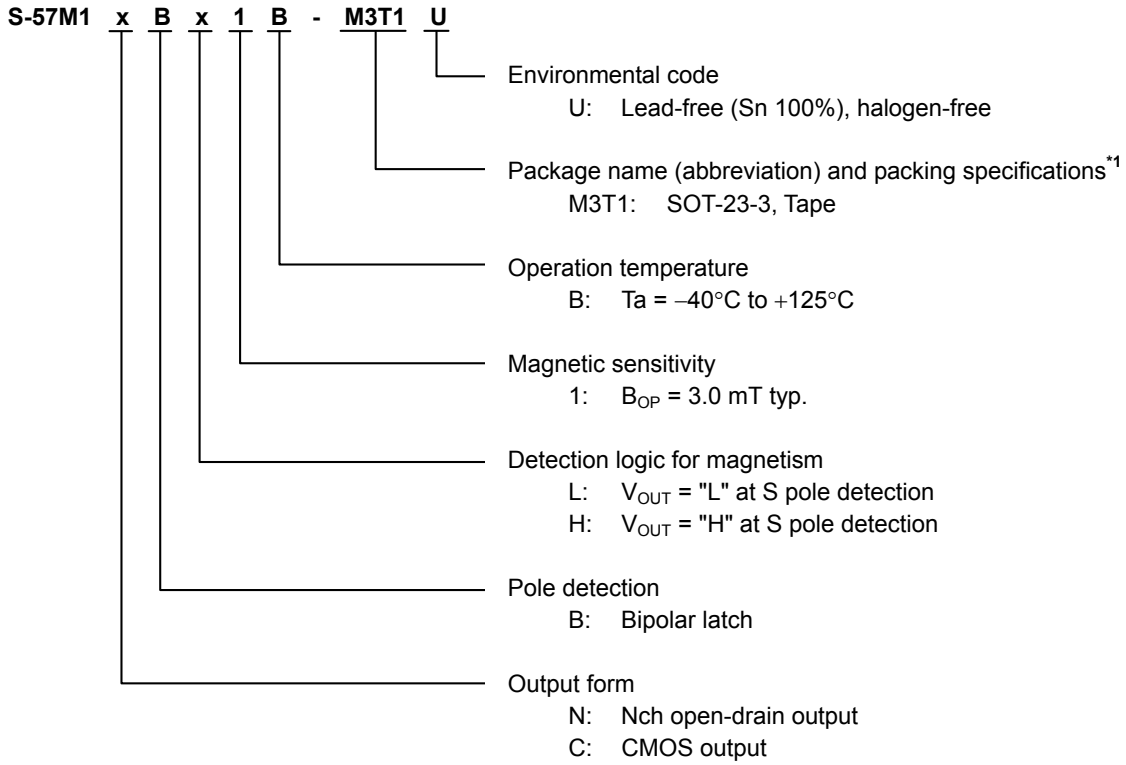 S-57M1 x B x 1 B - M3T1 U
Environmental code
U: Lead-free (Sn 100%), halogen-free
Package name (abbreviation) and packing specifications*1
M3T1: SOT-23-3, Tape
Operation temperature
B: Ta = −40°C to +125°C
Magnetic sensitivity
1: BOP = 3.0 mT typ.
Detection logic for magnetism
L: VOUT = "L" at S pole detection
H: VOUT = "H" at S pole detection
Pole detection
B: Bipolar latch
Output form
N: Nch open-drain output
C: CMOS output